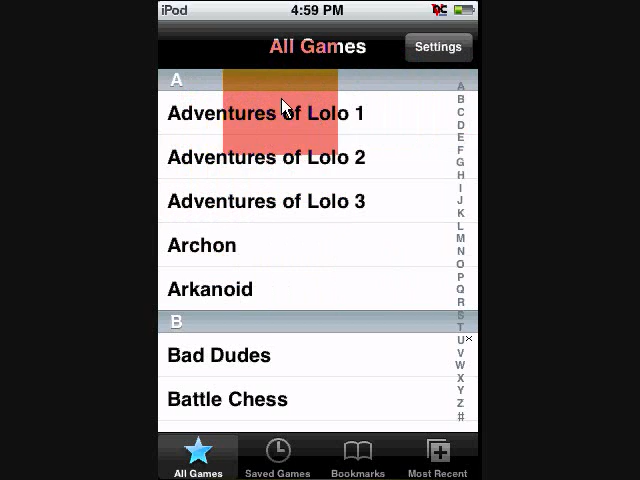 iPod 4:59 PM
All Games Settings
A
Adventures of Lolo 1
Adventures of Lolo 2
Adventures of Lolo 3
Archon
Arkanoid
B
Bad Dudes
Battle Chess
A
B
C
D
E
F
G
H
I
J
K
L
M
N
O
P
Q
R
S
T
U
V
W
X
Y
Z
#
All Games Saved Games Bookmarks Most Recent